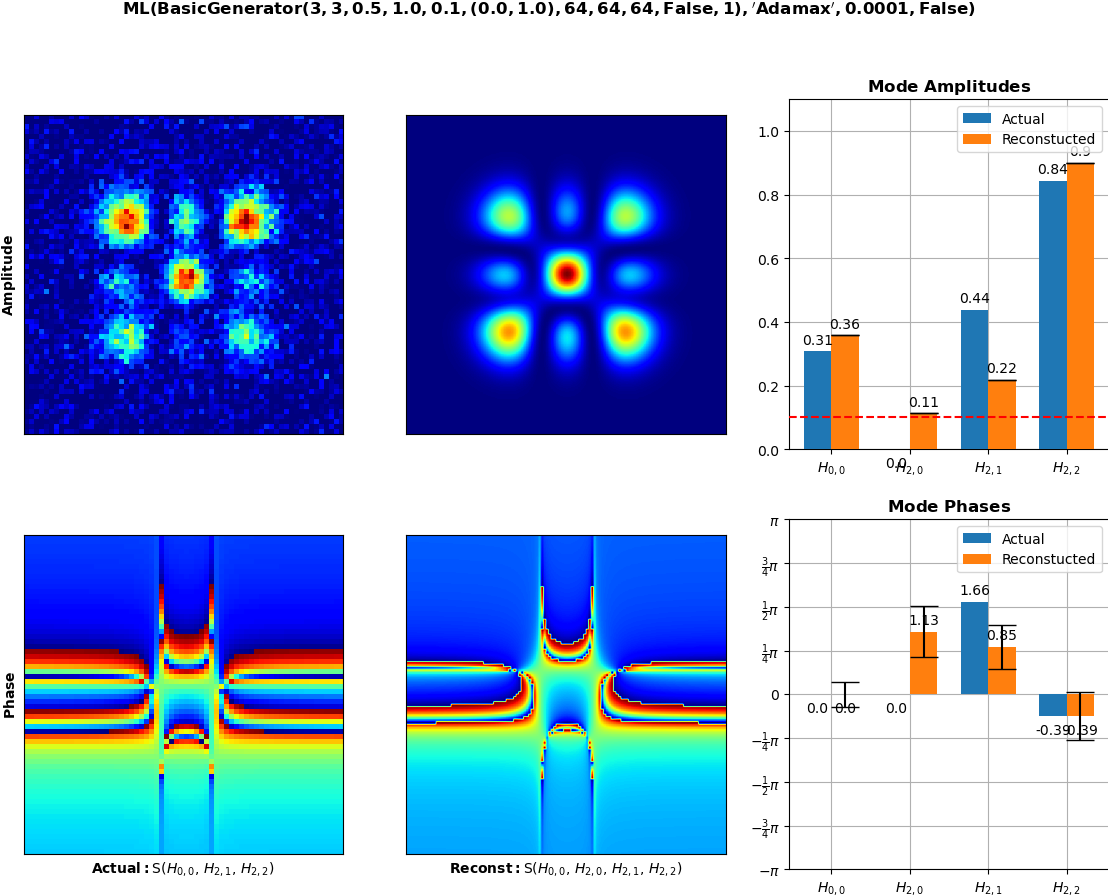 ML(BasicGenerator(3, 3, 0.5, 1.0, 0.1, (0.0, 1.0), 64, 64, 64, False, 1), 'Adamax', 0.0001, False)
Amplitude
Mode Amplitudes
Actual
Reconstucted
1.0
0.8
0.6
0.4
0.2
0.0
0.31
0.36
0.0
0.11
0.44
0.22
0.84
0.9
H0,0
H2,0
H2,1
H2,2
Phase
Actual: S(H0,0, H2,1, H2,2)
Reconst: S(H0,0, H2,0, H2,1, H2,2)
Mode Phases
Actual
Reconstucted
π
3/4π
1/2π
1/4π
0
−1/4π
−1/2π
−3/4π
−π
0.0
0.0
0.0
1.13
1.66
0.85
-0.39
0.39
H0,0
H2,0
H2,1
H2,2